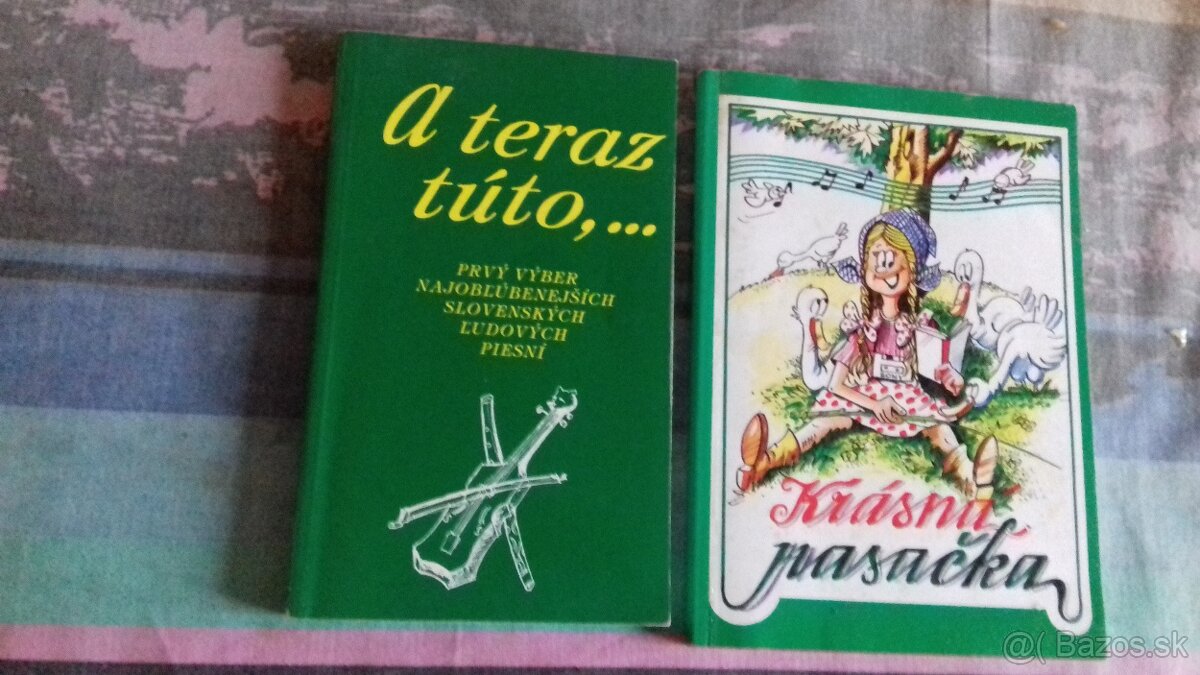 A teraz
túto,...
PRVÝ VÝBER
NAJOBĽÚBENEJŠÍCH
SLOVENSKÝCH
ĽUDOVÝCH
PIESNÍ
Krásna
pasačka
@( Bazos.sk